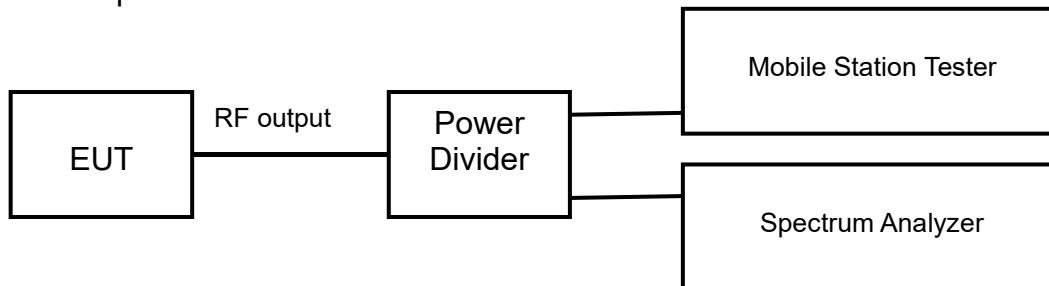 Mobile Station Tester
RF output
EUT
Power
Divider
Spectrum Analyzer